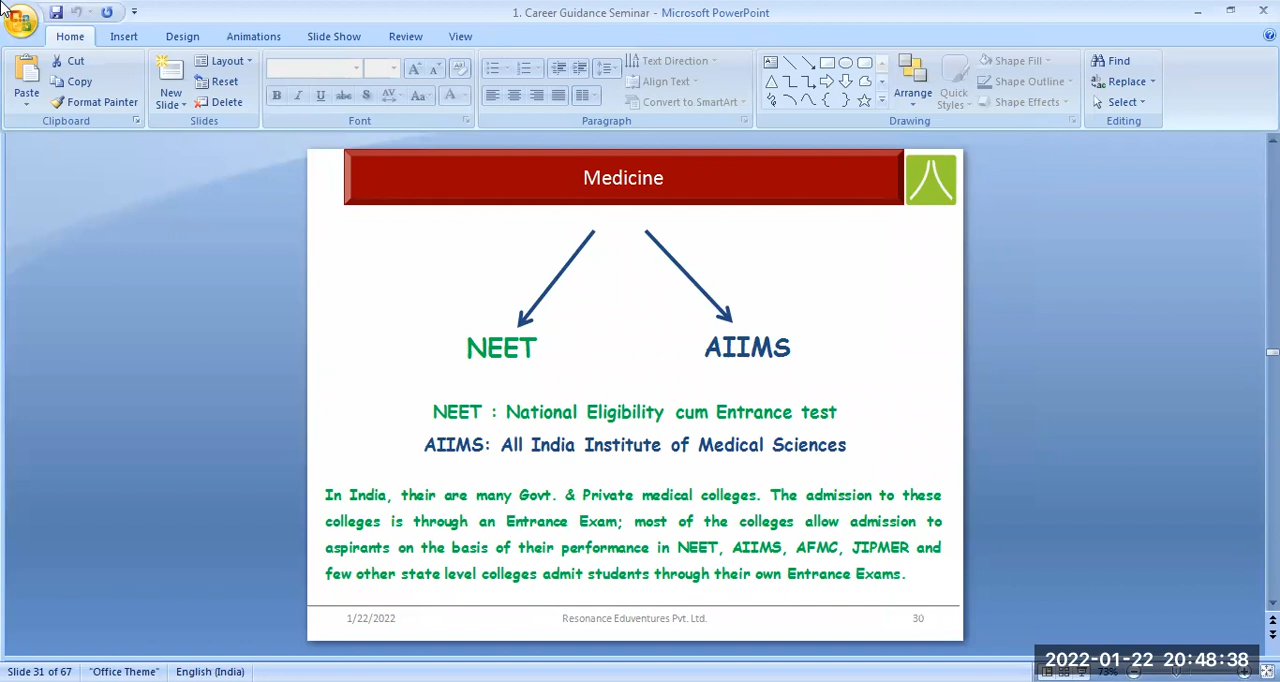 1. Career Guidance Seminar - Microsoft PowerPoint
Home Insert Design Animations Slide Show Review View
Paste
Cut
Copy
Format Painter
Clipboard
New Slide
Layout
Reset
Delete
Slides
B I U abc S AV Aa A
Font
Text Direction
Align Text
Convert to SmartArt
Paragraph
Arrange
Quick Styles
Shape Fill
Shape Outline
Shape Effects
Drawing
Find
Replace
Select
Editing
Medicine
NEET AIIMS
NEET : National Eligibility cum Entrance test
AIIMS: All India Institute of Medical Sciences
In India, their are many Govt. & Private medical colleges. The admission to these
colleges is through an Entrance Exam; most of the colleges allow admission to
aspirants on the basis of their performance in NEET, AIIMS, AFMC, JIPMER and
few other state level colleges admit students through their own Entrance Exams.
1/22/2022 Resonance Eduventures Pvt. Ltd. 30
Slide 31 of 67 "Office Theme" English (India) 73%
2022-01-22 20:48:38